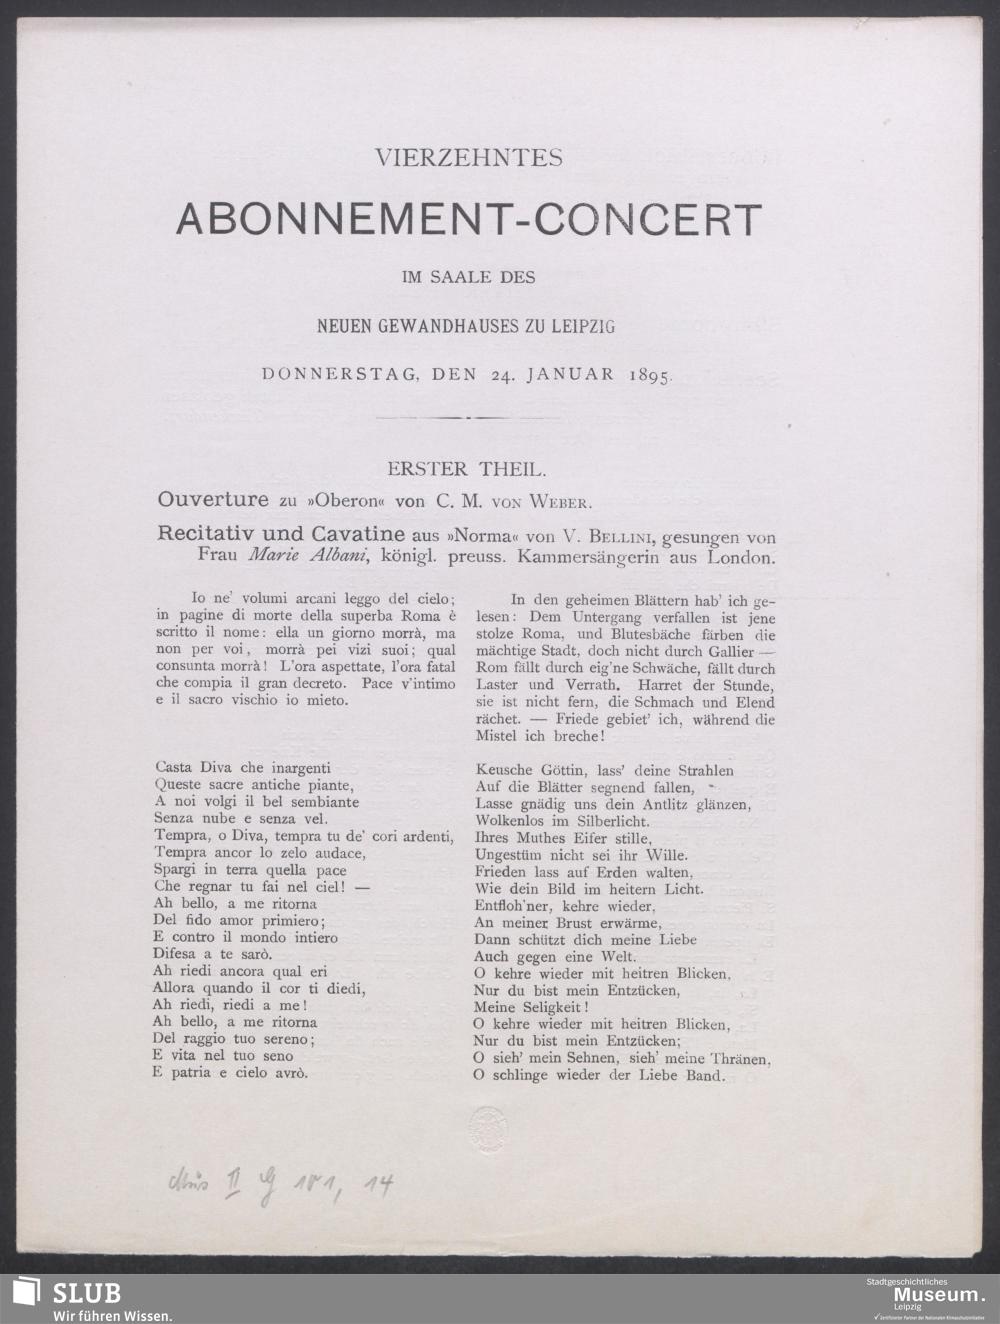 VIERZEHNTES
ABONNEMENT-CONCERT
IM SAALE DES
NEUEN GEWANDHAUSES ZU LEIPZIG
DONNERSTAG, DEN 24. JANUAR 1895.
ERSTER THEIL.
Ouverture zu »Oberon« von C. M. VON WEBER.
Recitativ und Cavatine aus »Norma« von V. BELLINI, gesungen von
Frau Marie Albani, königl. preuss. Kammersängerin aus London.
Io ne' volumi arcani leggo del cielo;
in pagine di morte della superba Roma è
scritto il nome: ella un giorno morrà, ma
non per voi, morrà pei vizi suoi; qual
consunta morrà! L'ora aspettate, l'ora fatal
che compia il gran decreto. Pace v'intimo
e il sacro vischio io mieto.
In den geheimen Blättern hab' ich ge-
lesen: Dem Untergang verfallen ist jene
stolze Roma, und Blutesbäche färben die
mächtige Stadt, doch nicht durch Gallier —
Rom fällt durch eig'ne Schwäche, fällt durch
Laster und Verrath. Harret der Stunde,
sie ist nicht fern, die Schmach und Elend
rächet. — Friede gebiet' ich, während die
Mistel ich breche!
Casta Diva che inargenti
Queste sacre antiche piante,
A noi volgi il bel sembiante
Senza nube e senza vel.
Tempra, o Diva, tempra tu de' cori ardenti,
Tempra ancor lo zelo audace,
Spargi in terra quella pace
Che regnar tu fai nel ciel! —
Ah bello, a me ritorna
Del fido amor primiero;
E contro il mondo intiero
Difesa a te sarò.
Ah riedi ancora qual eri
Allora quando il cor ti diedi,
Ah riedi, riedi a me!
Ah bello, a me ritorna
Del raggio tuo sereno;
E vita nel tuo seno
E patria e cielo avrò.
Keusche Göttin, lass' deine Strahlen
Auf die Blätter segnend fallen,
Lasse gnädig uns dein Antlitz glänzen,
Wolkenlos im Silberlicht.
Ihres Muthes Eifer stille,
Ungestüm nicht sei ihr Wille.
Frieden lass auf Erden walten,
Wie dein Bild im heitern Licht.
Entfloh'ner, kehre wieder,
An meiner Brust erwärme,
Dann schützt dich meine Liebe
Auch gegen eine Welt.
O kehre wieder mit heitren Blicken,
Nur du bist mein Entzücken,
Meine Seligkeit!
O kehre wieder mit heitren Blicken,
Nur du bist mein Entzücken;
O sieh' mein Sehnen, sieh' meine Thränen,
O schlinge wieder der Liebe Band.
Mus II G 181, 14
SLUB
Wir führen Wissen.
Stadtgeschichtliches
Museum.
Leipzig
Zertifizierter Partner der Nationalen Klimaschutzinitiative